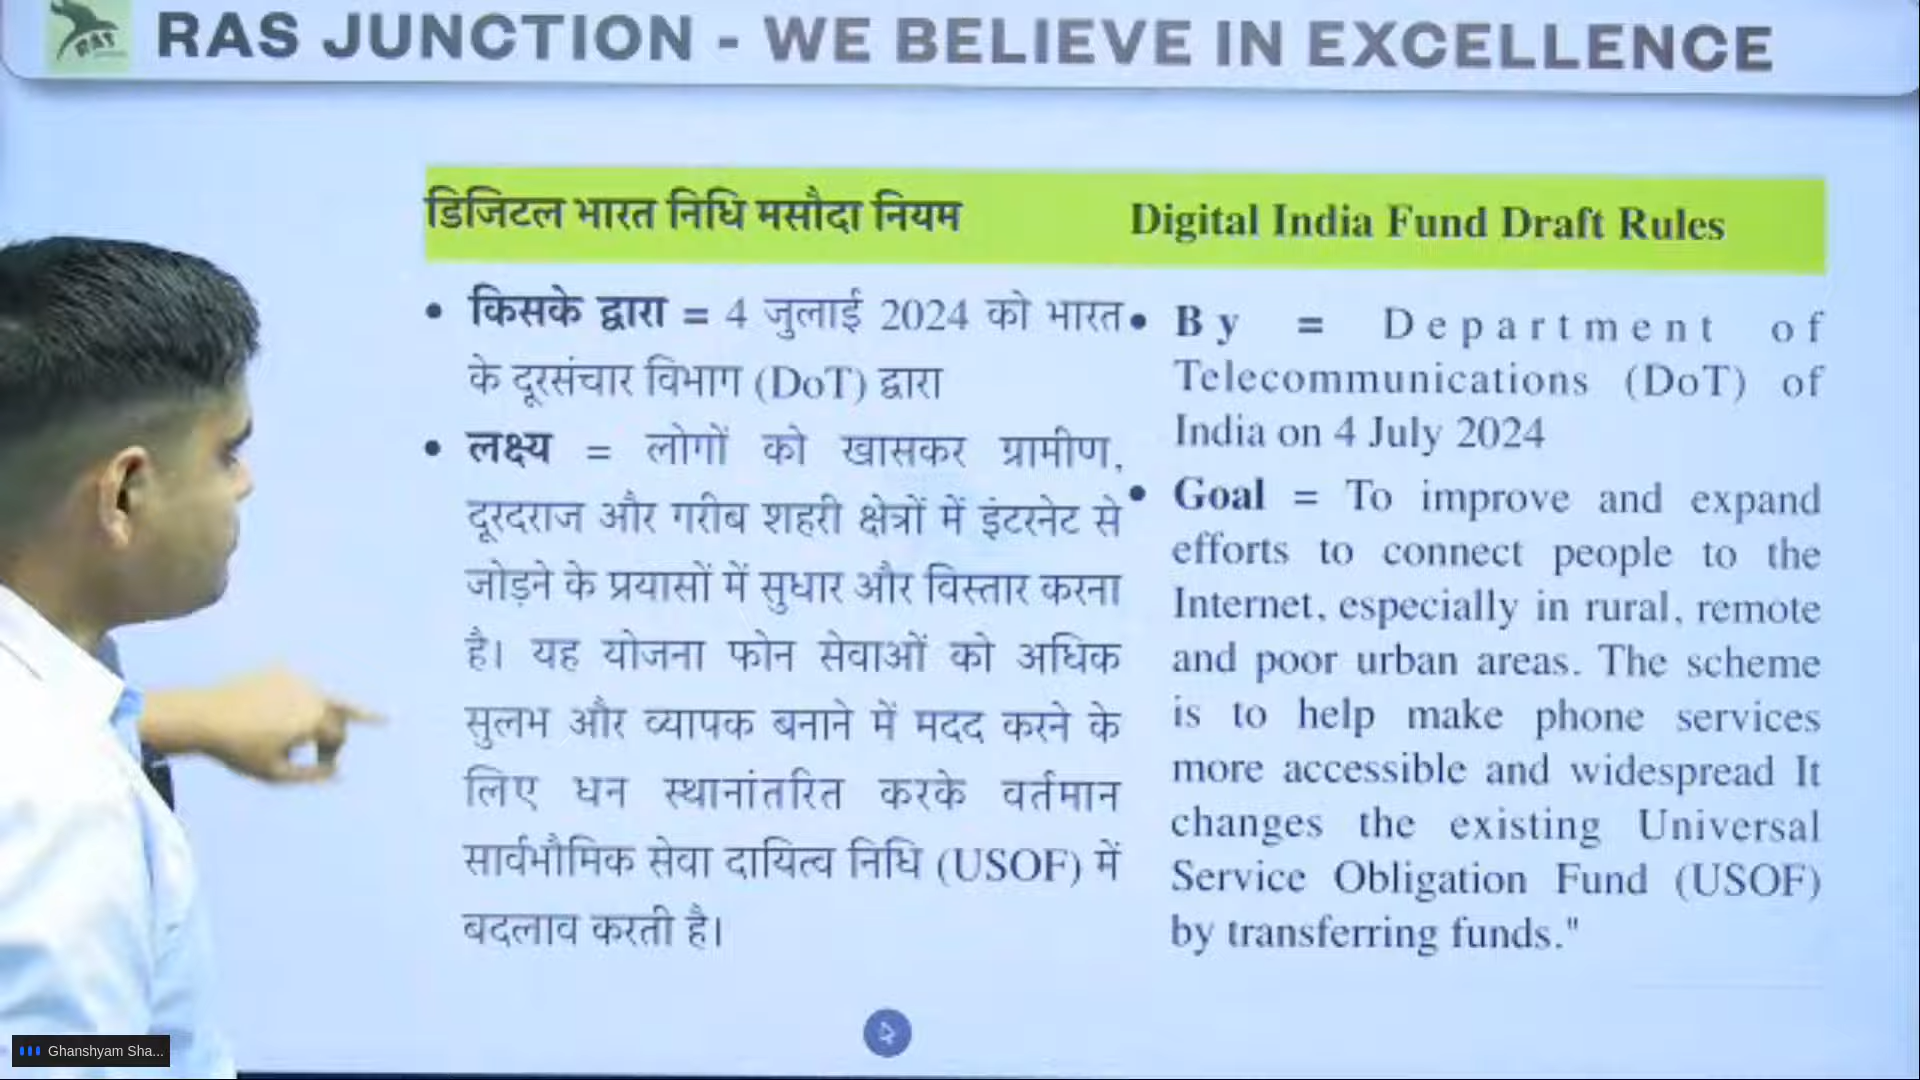 RAS JUNCTION - WE BELIEVE IN EXCELLENCE
डिजिटल भारत निधि मसौदा नियम
Digital India Fund Draft Rules
• किसके द्वारा = 4 जुलाई 2024 को भारत
के दूरसंचार विभाग (DoT) द्वारा
• लक्ष्य = लोगों को खासकर ग्रामीण,
दूरदराज और गरीब शहरी क्षेत्रों में इंटरनेट से
जोड़ने के प्रयासों में सुधार और विस्तार करना
है। यह योजना फोन सेवाओं को अधिक
सुलभ और व्यापक बनाने में मदद करने के
लिए धन स्थानांतरित करके वर्तमान
सार्वभौमिक सेवा दायित्व निधि (USOF) में
बदलाव करती है।
• By = Department of
Telecommunications (DoT) of
India on 4 July 2024
• Goal = To improve and expand
efforts to connect people to the
Internet, especially in rural, remote
and poor urban areas. The scheme
is to help make phone services
more accessible and widespread It
changes the existing Universal
Service Obligation Fund (USOF)
by transferring funds."
Ghanshyam Sha...